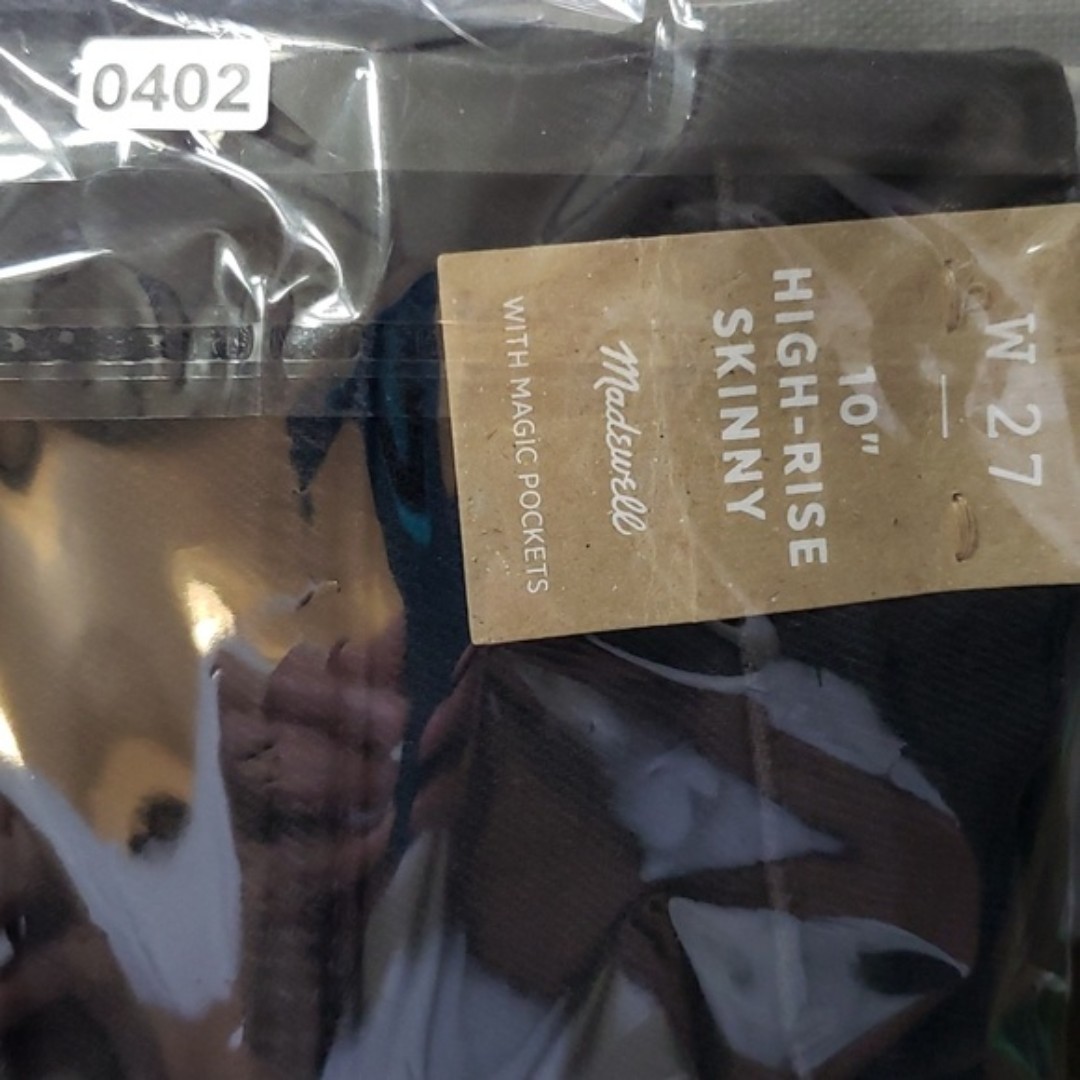 0402
W 27
10"
HIGH-RISE
SKINNY
Madewell
WITH MAGIC POCKETS